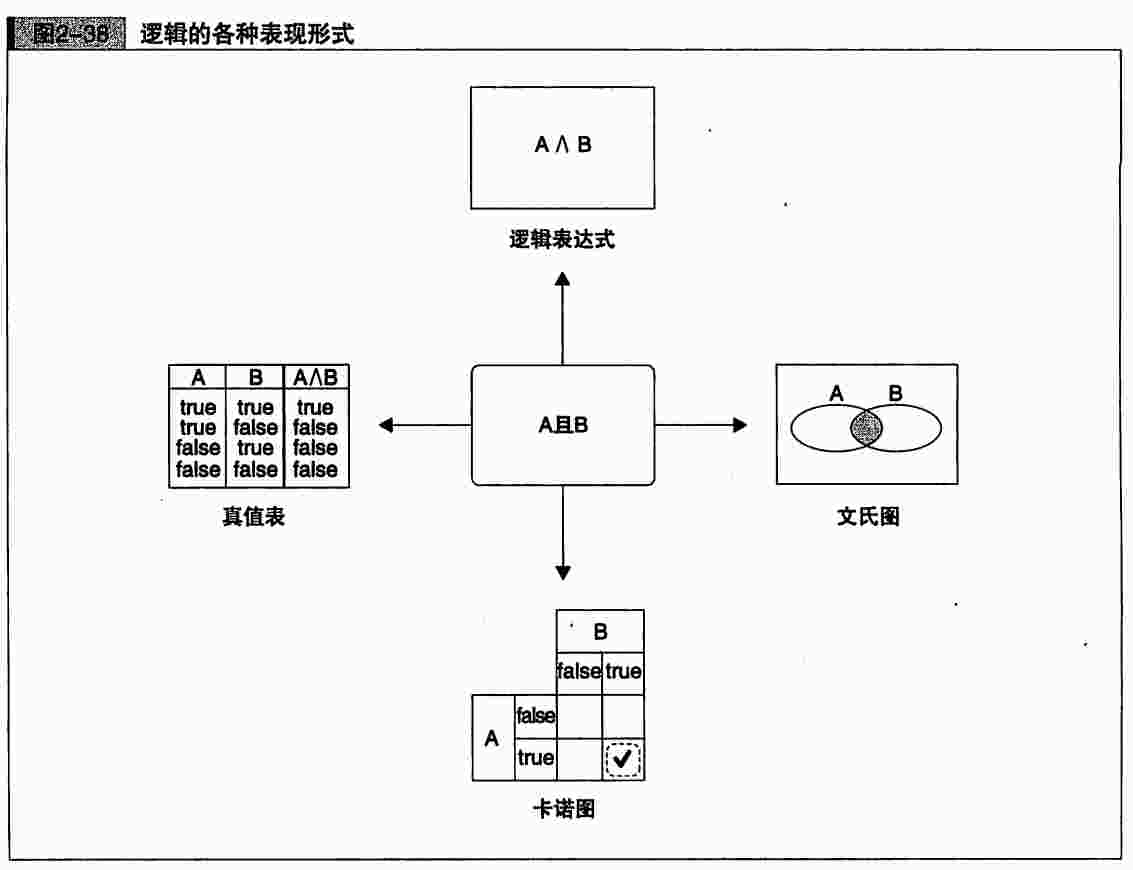 图2-38 逻辑的各种表现形式
A ∧ B
逻辑表达式
A B A∧B
true true true
true false false
false true false
false false false
真值表
A且B
A B
文氏图
B
false true
A
false
true
卡诺图